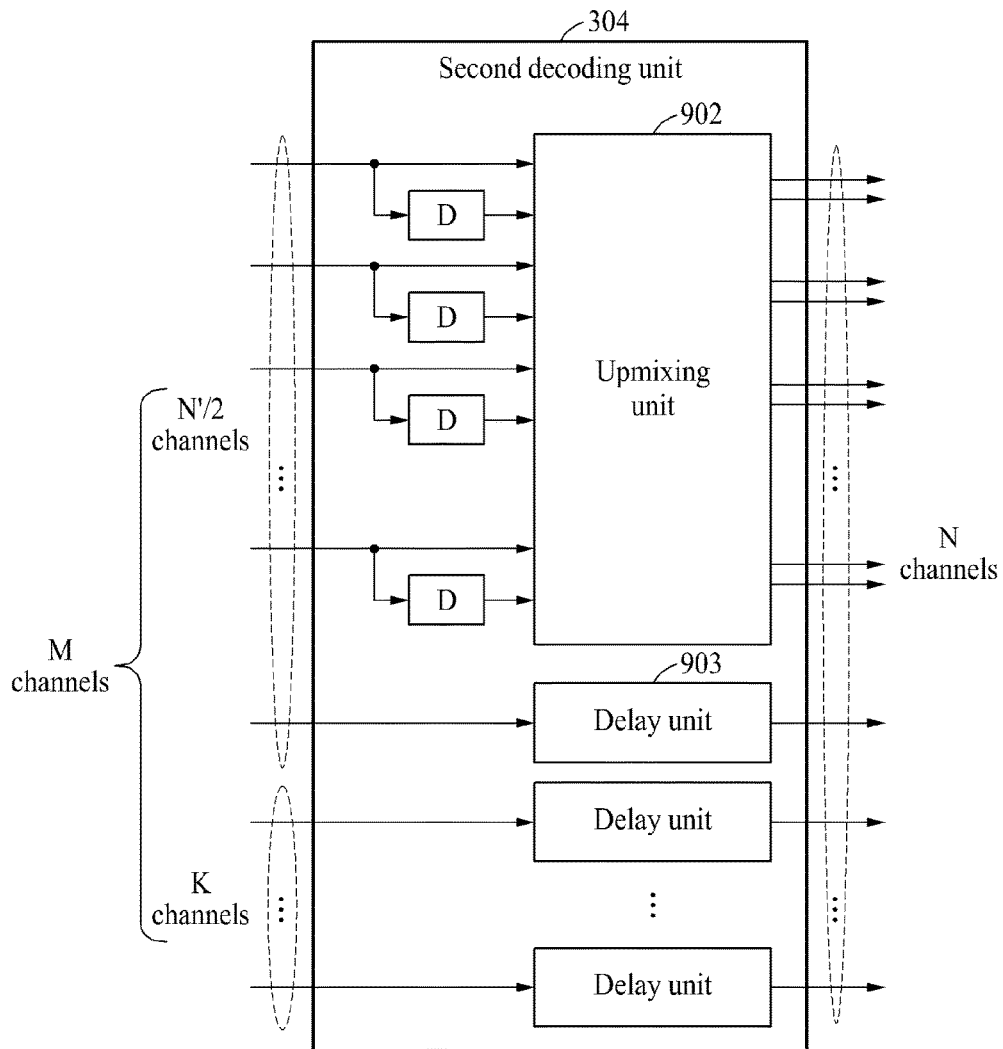 304
Second decoding unit
902
D
D
Upmixing
unit
N'/2
channels
D
N
channels
D
M
channels
903
Delay unit
Delay unit
K
channels
Delay unit